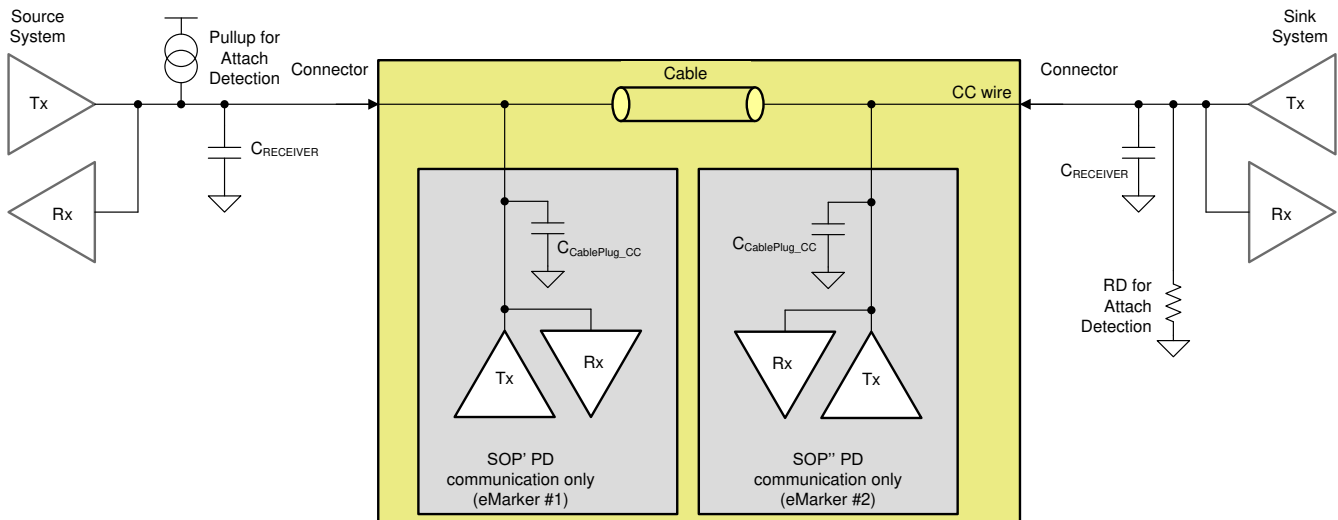 Source
System
Tx
Rx
Pullup for
Attach
Detection
Connector
CRECEIVER
Cable
CC wire
CCablePlug_CC
Tx
Rx
SOP' PD
communication only
(eMarker #1)
CCablePlug_CC
Rx
Tx
SOP'' PD
communication only
(eMarker #2)
Connector
CRECEIVER
RD for
Attach
Detection
Sink
System
Tx
Rx